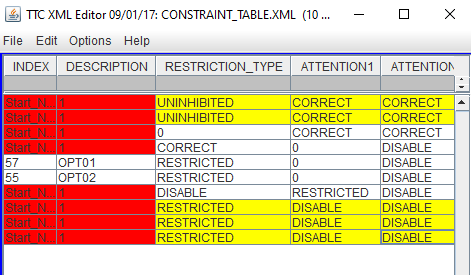 TTC XML Editor 09/01/17: CONSTRAINT_TABLE.XML (10
File Edit Options Help
INDEX DESCRIPTION RESTRICTION_TYPE ATTENTION1 ATTENTION
Start_N... 1 UNINHIBITED CORRECT CORRECT
Start_N... 1 UNINHIBITED CORRECT CORRECT
Start_N... 1 0 CORRECT CORRECT
Start_N... 1 CORRECT 0 DISABLE
57 OPT01 RESTRICTED 0 DISABLE
55 OPT02 RESTRICTED 0 DISABLE
Start_N... 1 DISABLE RESTRICTED DISABLE
Start_N... 1 RESTRICTED DISABLE DISABLE
Start_N... 1 RESTRICTED DISABLE DISABLE
Start_N... 1 RESTRICTED DISABLE DISABLE